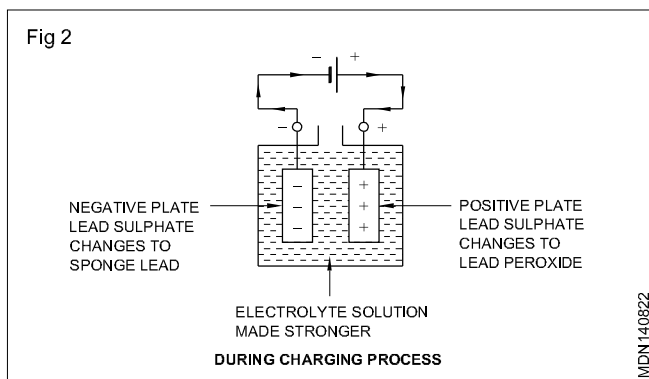 Fig 2
− +
− +
− +
− +
− +
NEGATIVE PLATE
LEAD SULPHATE
CHANGES TO
SPONGE LEAD
POSITIVE PLATE
LEAD SULPHATE
CHANGES TO
LEAD PEROXIDE
ELECTROLYTE SOLUTION
MADE STRONGER
DURING CHARGING PROCESS
MDN140822